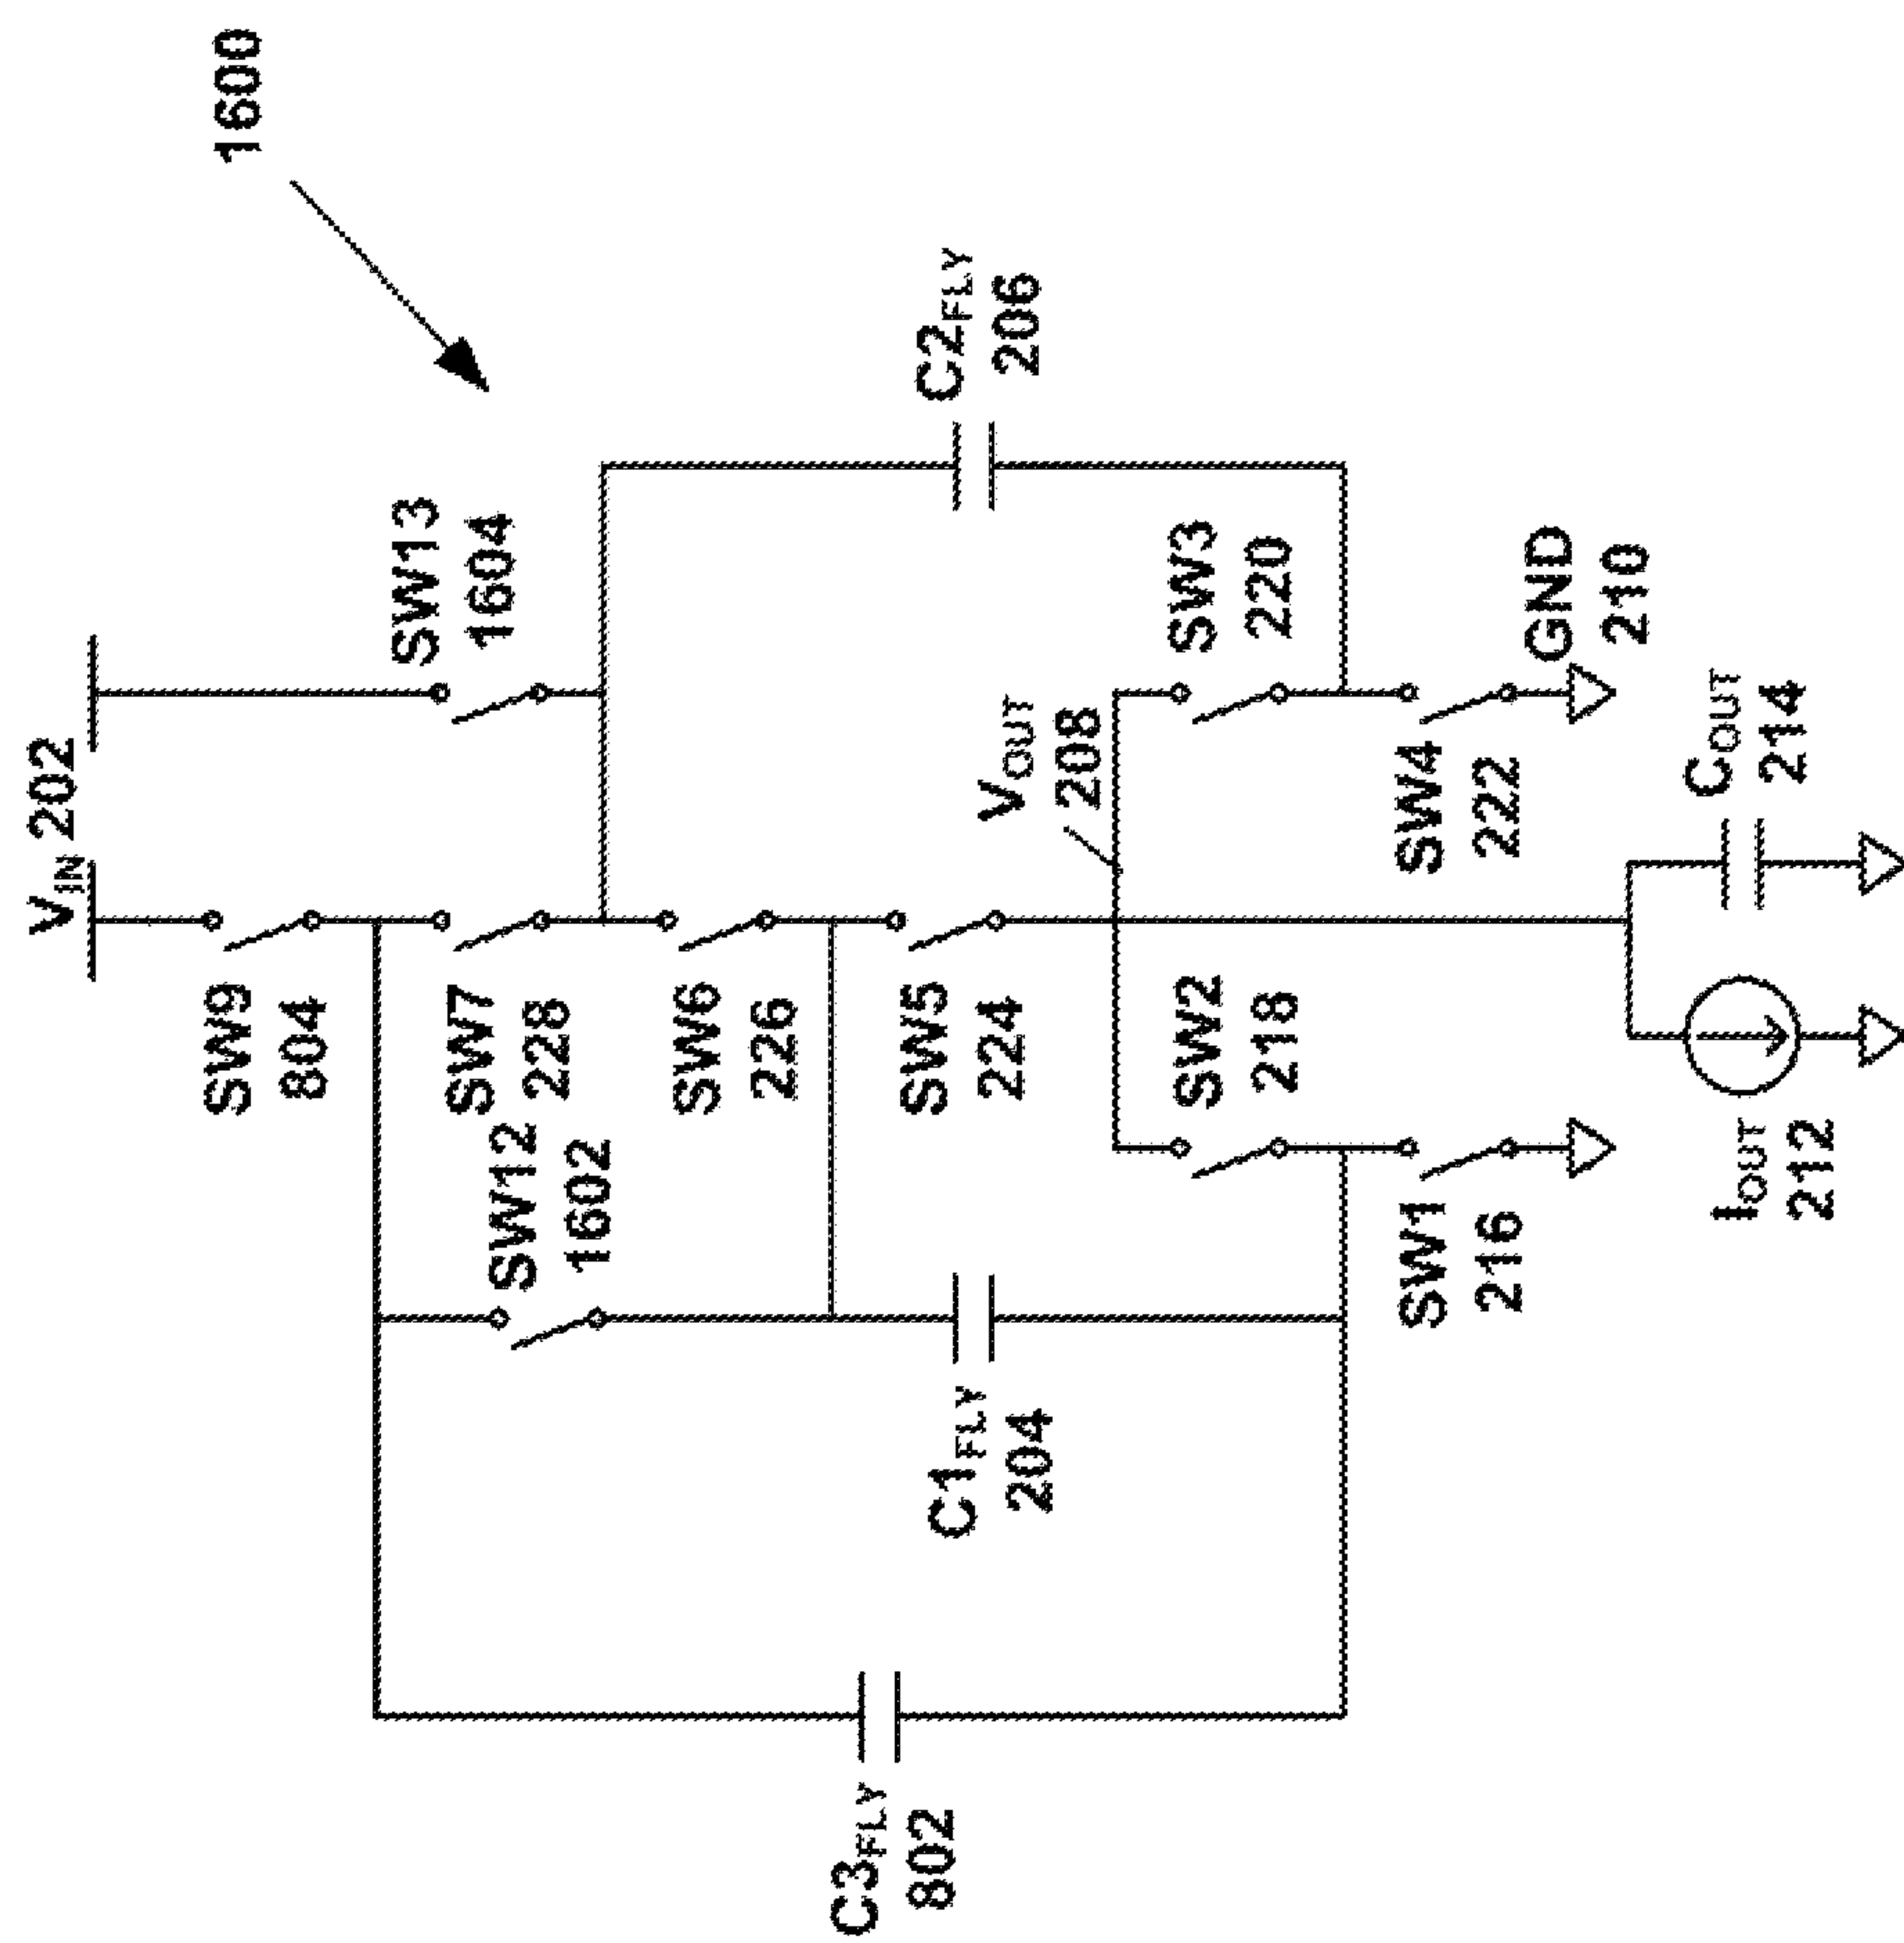 1600
VIN 202
SW13
1604
SW9
804
SW7
228
SW12
1602
SW6
226
C2FLY
206
VOUT
208
SW5
224
C3FLY
802
C1FLY
204
SW2
218
SW3
220
SW1
216
SW4
222
GND
210
IOUT
212
COUT
214